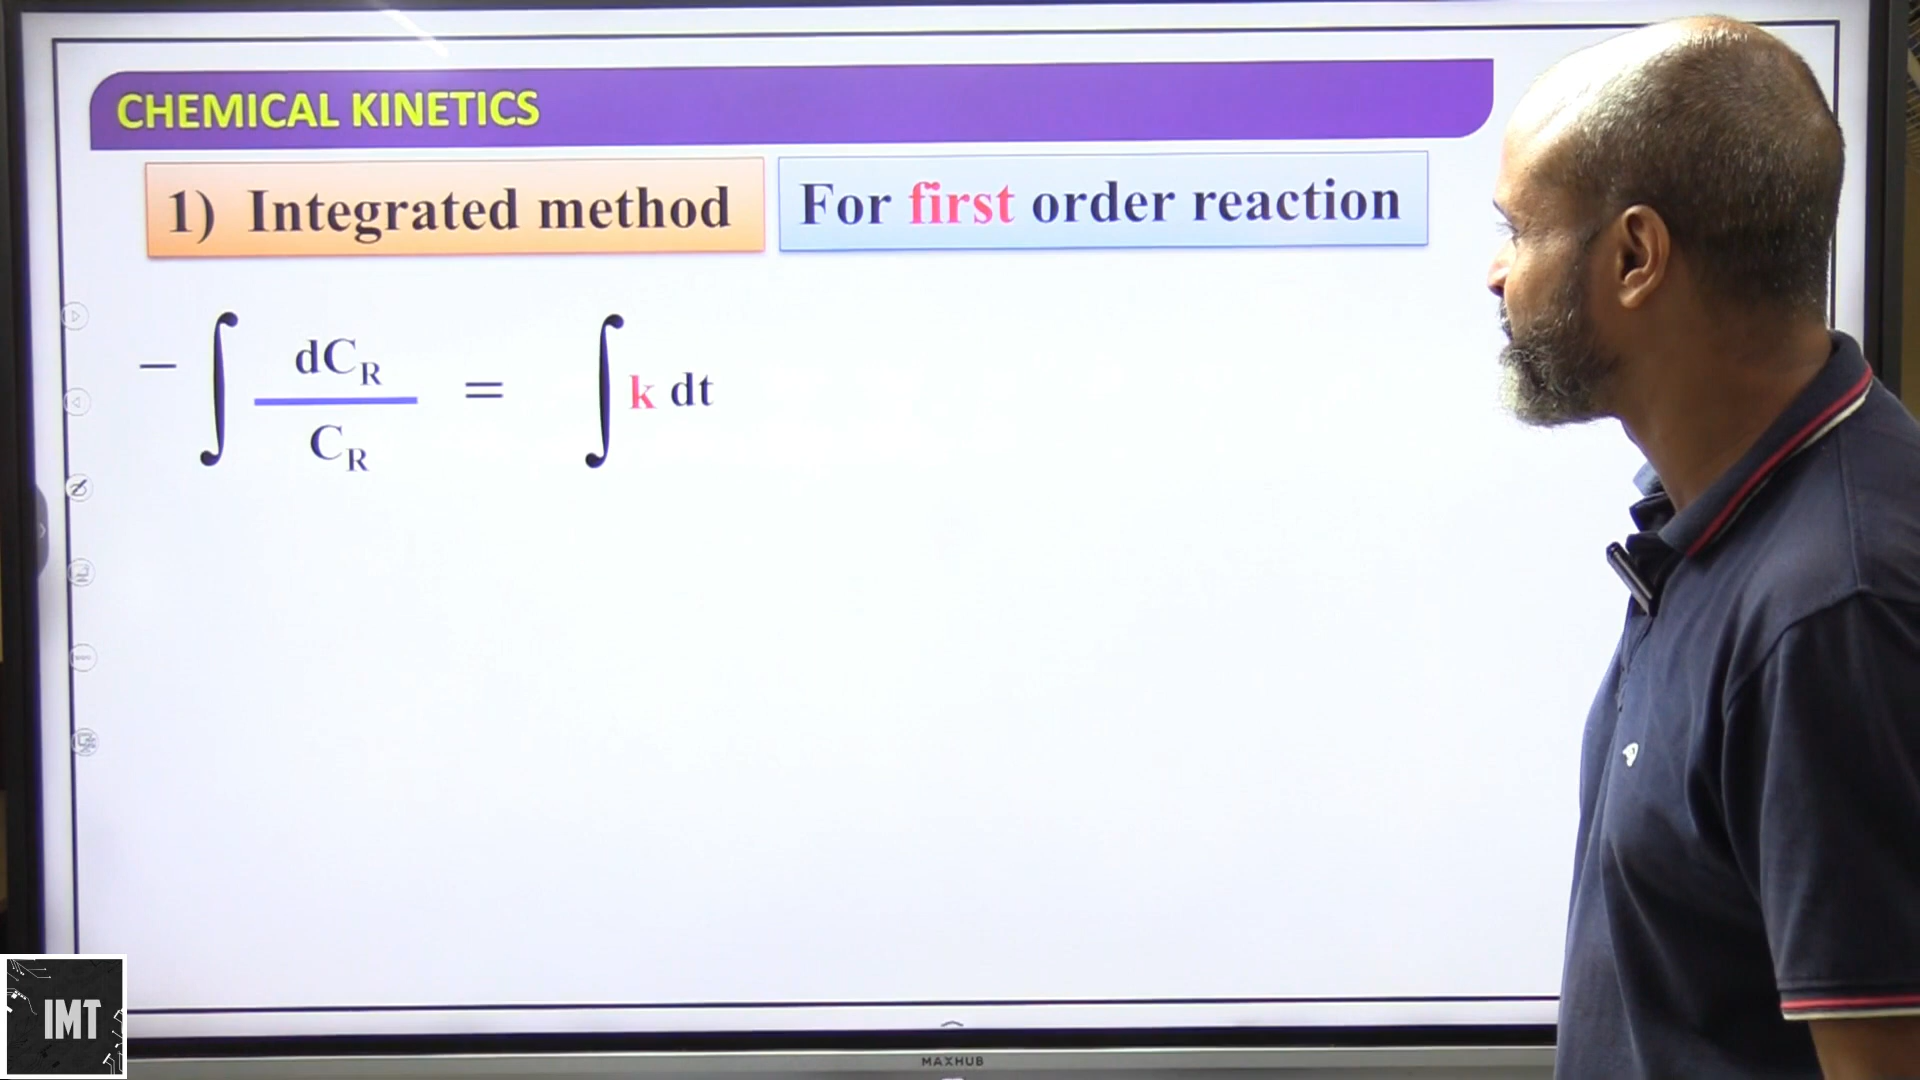 CHEMICAL KINETICS
1) Integrated method
For first order reaction
− ∫ dC_R / C_R = ∫ k dt
IMT
MAXHUB